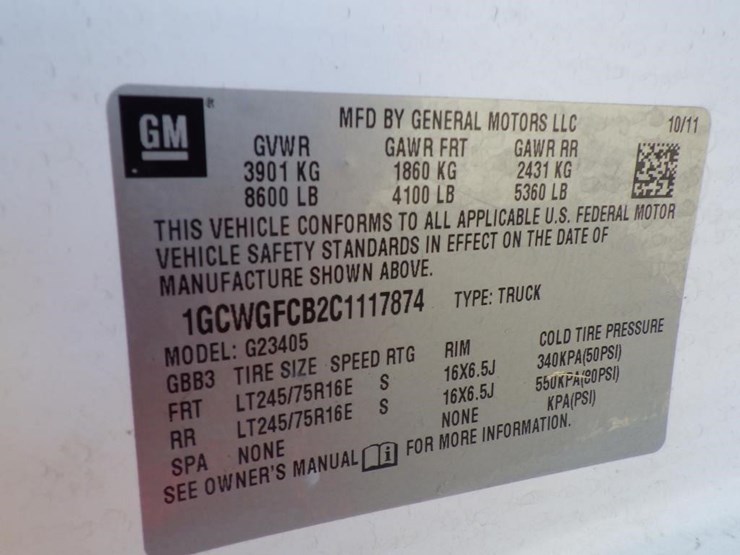 GM ® MFD BY GENERAL MOTORS LLC 10/11
GVWR GAWR FRT GAWR RR
3901 KG 1860 KG 2431 KG
8600 LB 4100 LB 5360 LB
THIS VEHICLE CONFORMS TO ALL APPLICABLE U.S. FEDERAL MOTOR
VEHICLE SAFETY STANDARDS IN EFFECT ON THE DATE OF
MANUFACTURE SHOWN ABOVE.
1GCWGFCB2C1117874 TYPE: TRUCK
MODEL: G23405
GBB3 TIRE SIZE SPEED RTG RIM COLD TIRE PRESSURE
FRT LT245/75R16E S 16X6.5J 340KPA(50PSI)
RR LT245/75R16E S 16X6.5J 550KPA(80PSI)
SPA NONE NONE KPA(PSI)
SEE OWNER'S MANUAL i FOR MORE INFORMATION.